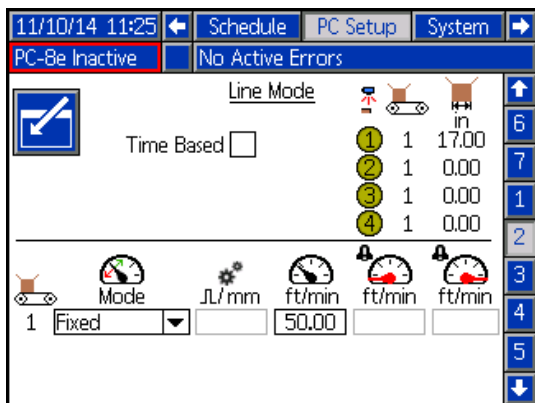 11/10/14 11:25 Schedule PC Setup System
PC-8e Inactive No Active Errors
Line Mode
in
Time Based
1 1 17.00
2 1 0.00
3 1 0.00
4 1 0.00
6
7
1
2
3
4
5
Mode ⎍/mm ft/min ft/min ft/min
1 Fixed 50.00